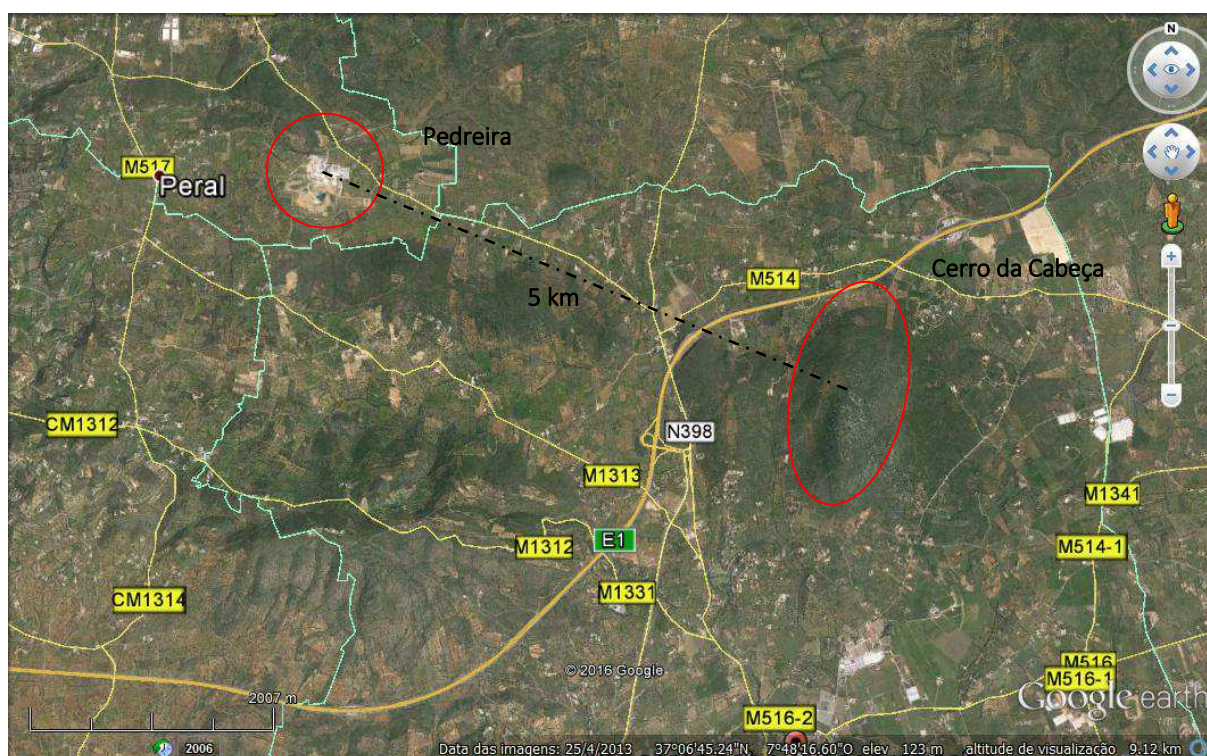 N
Pedreira
M517
Peral
Cerro da Cabeça
M514
5 km
CM1312
N398
M1313
M1341
E1
M1312
M514-1
M1331
CM1314
© 2016 Google
M516
M516-1
2007 m
Google earth
M516-2
2006
Data das imagens: 25/4/2013 37°06'45.24"N 7°48'16.60"O elev 123 m altitude de visualização 9.12 km